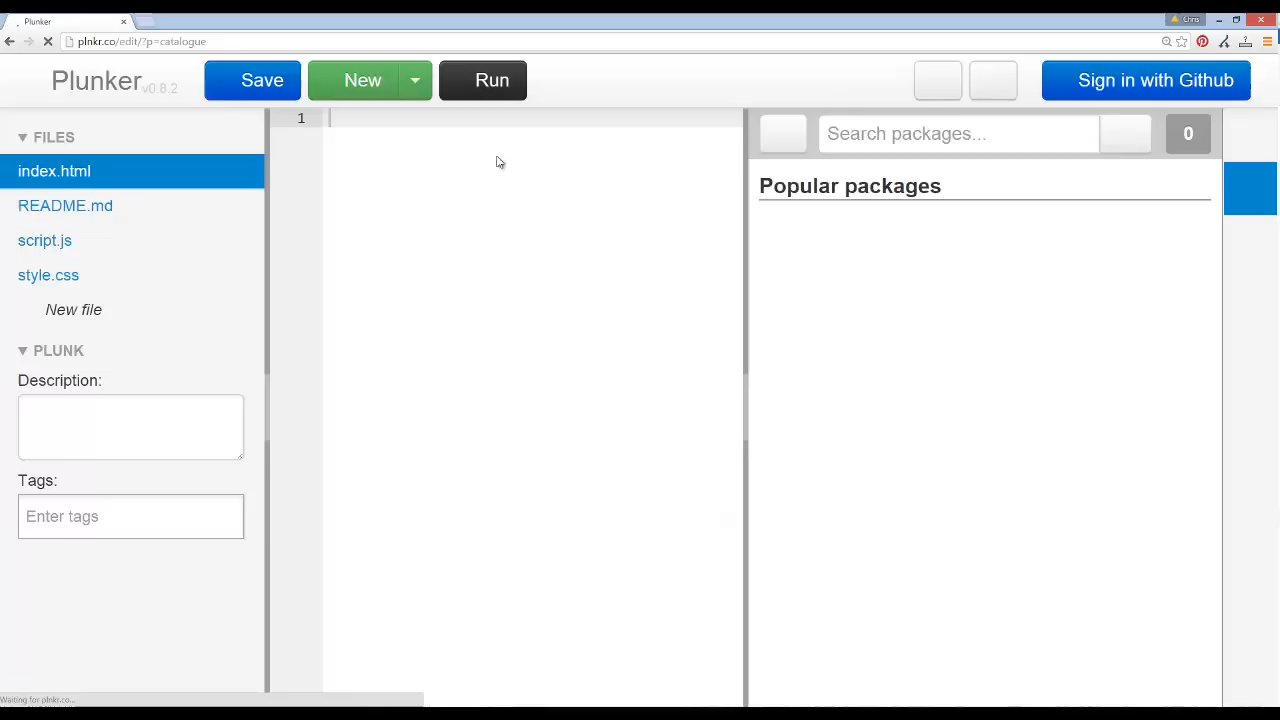 Plunker
Chris
plnkr.co/edit/?p=catalogue
Plunker v0.8.2
Save
New
Run
Sign in with Github
FILES
index.html
README.md
script.js
style.css
New file
PLUNK
Description:
Tags:
Enter tags
1
Search packages...
0
Popular packages
Waiting for plnkr.co...